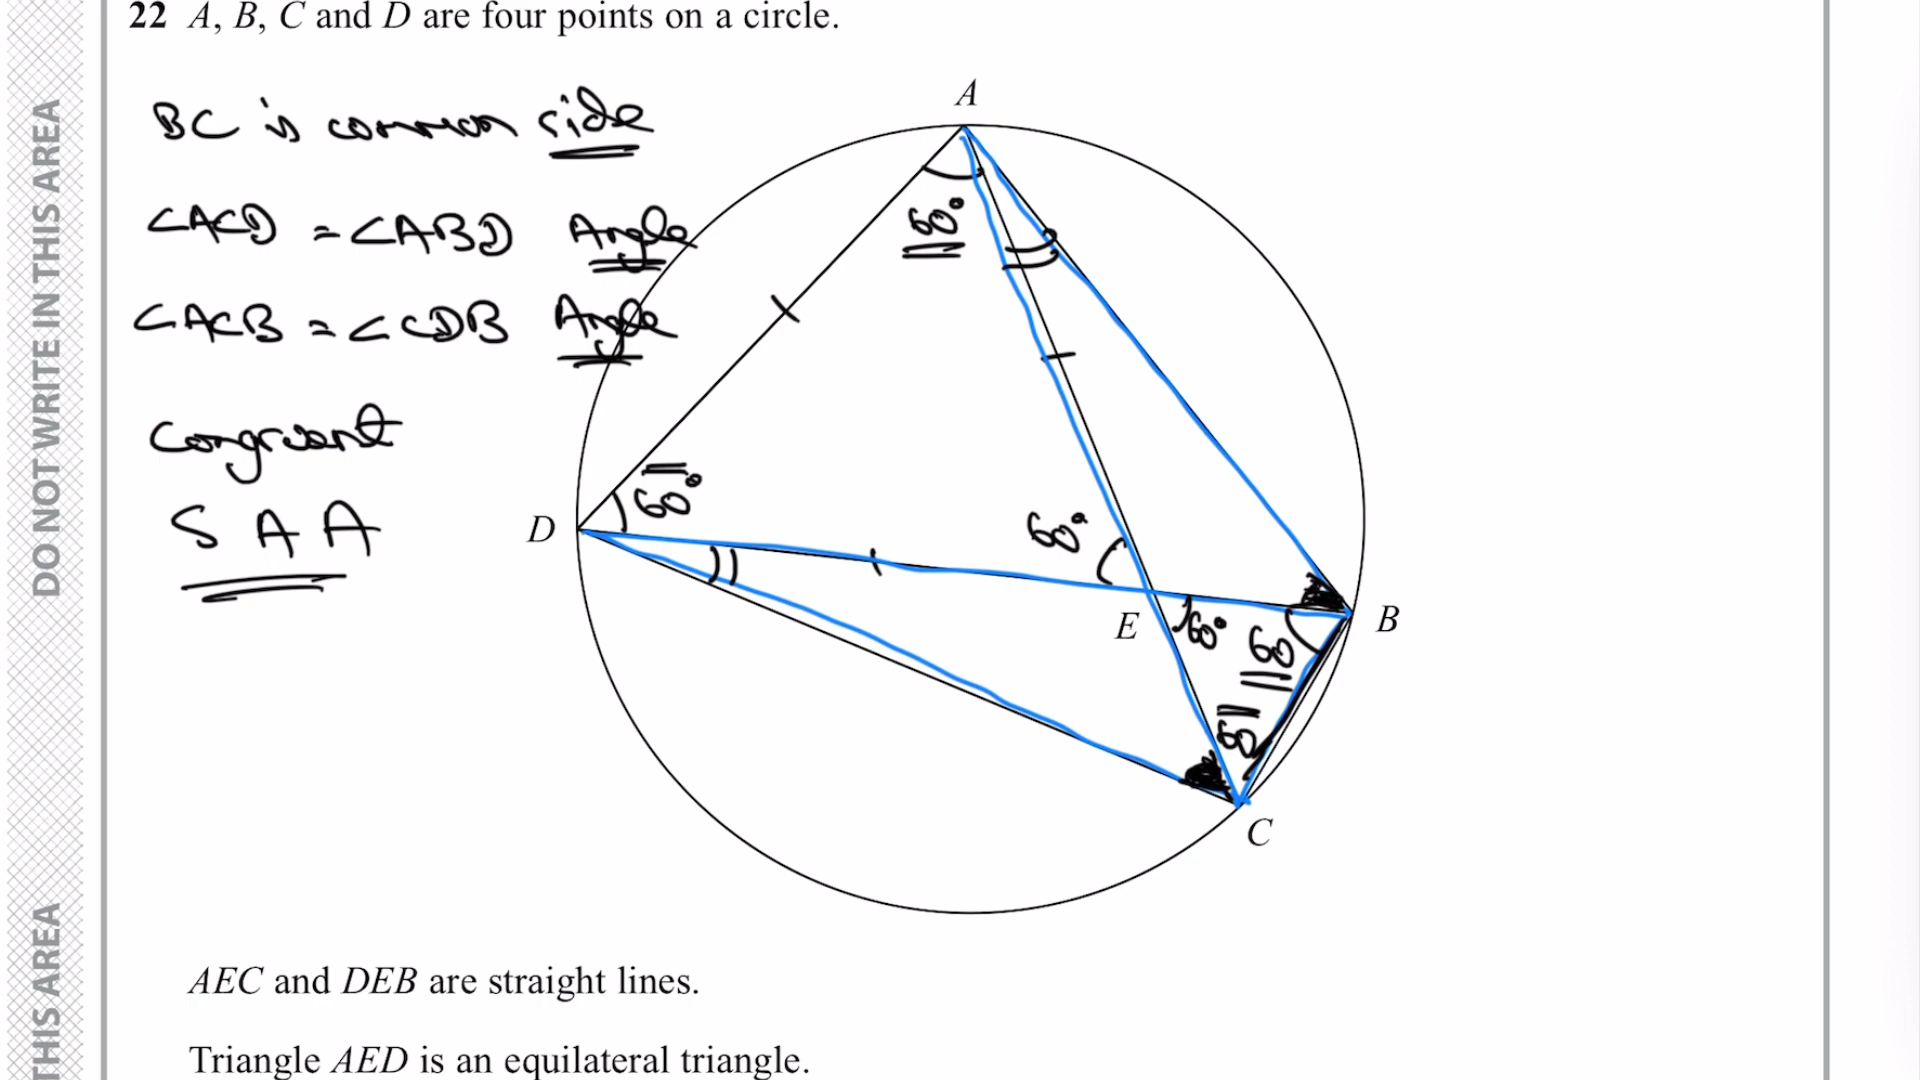 22 A, B, C and D are four points on a circle.
BC is common side
∠ACD = ∠ABD Angle
∠ACB = ∠CDB Angle
Congruent
S A A
A
60°
D
60°
60°
E
60°
60
B
60
C
AEC and DEB are straight lines.
Triangle AED is an equilateral triangle.
DO NOT WRITE IN THIS AREA
THIS AREA